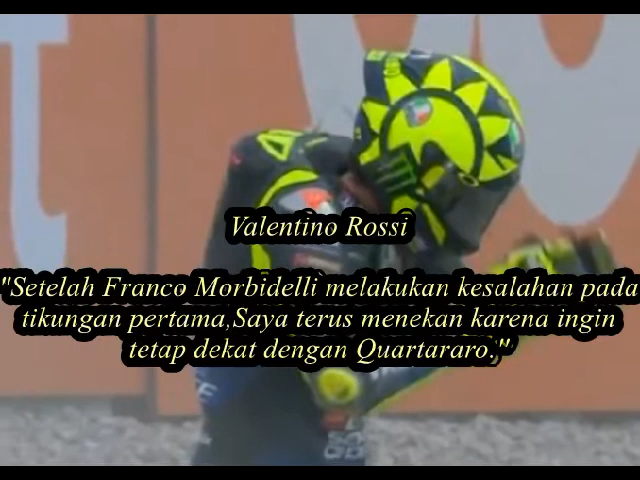 Valentino Rossi
"Setelah Franco Morbidelli melakukan kesalahan pada
tikungan pertama,Saya terus menekan karena ingin
tetap dekat dengan Quartararo."